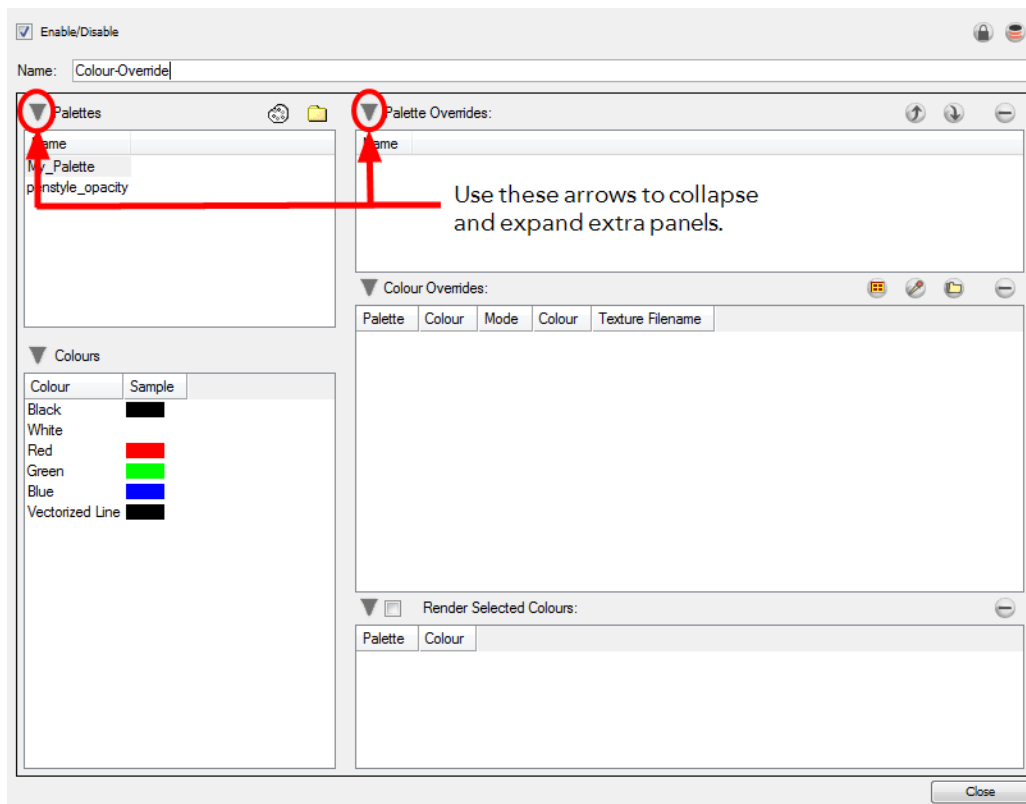 Enable/Disable
Name: Colour-Override
Palettes
Name
My_Palette
penstyle_opacity
Palette Overrides:
Name
Use these arrows to collapse
and expand extra panels.
Colour Overrides:
Palette Colour Mode Colour Texture Filename
Colours
Colour Sample
Black
White
Red
Green
Blue
Vectorized Line
Render Selected Colours:
Palette Colour
Close